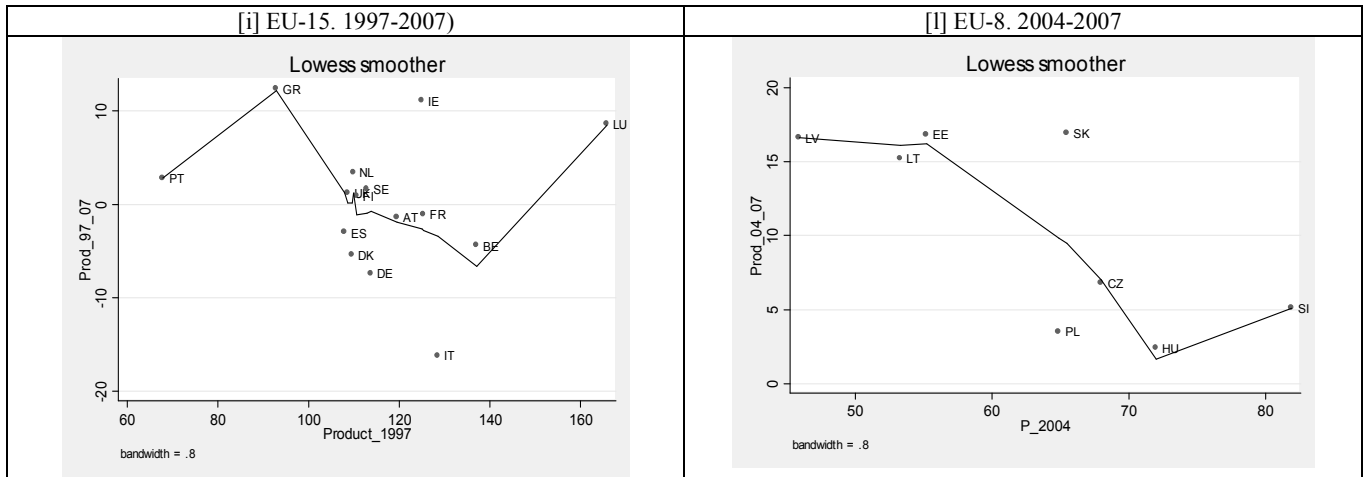 [i] EU-15. 1997-2007)
[l] EU-8. 2004-2007
Lowess smoother
Prod_97_07
10
0
-10
-20
GR
IE
LU
PT
NL
SE
UK
FI
AT
FR
ES
BE
DK
DE
IT
60 80 100 120 140 160
Product_1997
bandwidth = .8
Lowess smoother
Prod_04_07
20
15
10
5
0
LV
EE
SK
LT
CZ
SI
PL
HU
50 60 70 80
P_2004
bandwidth = .8